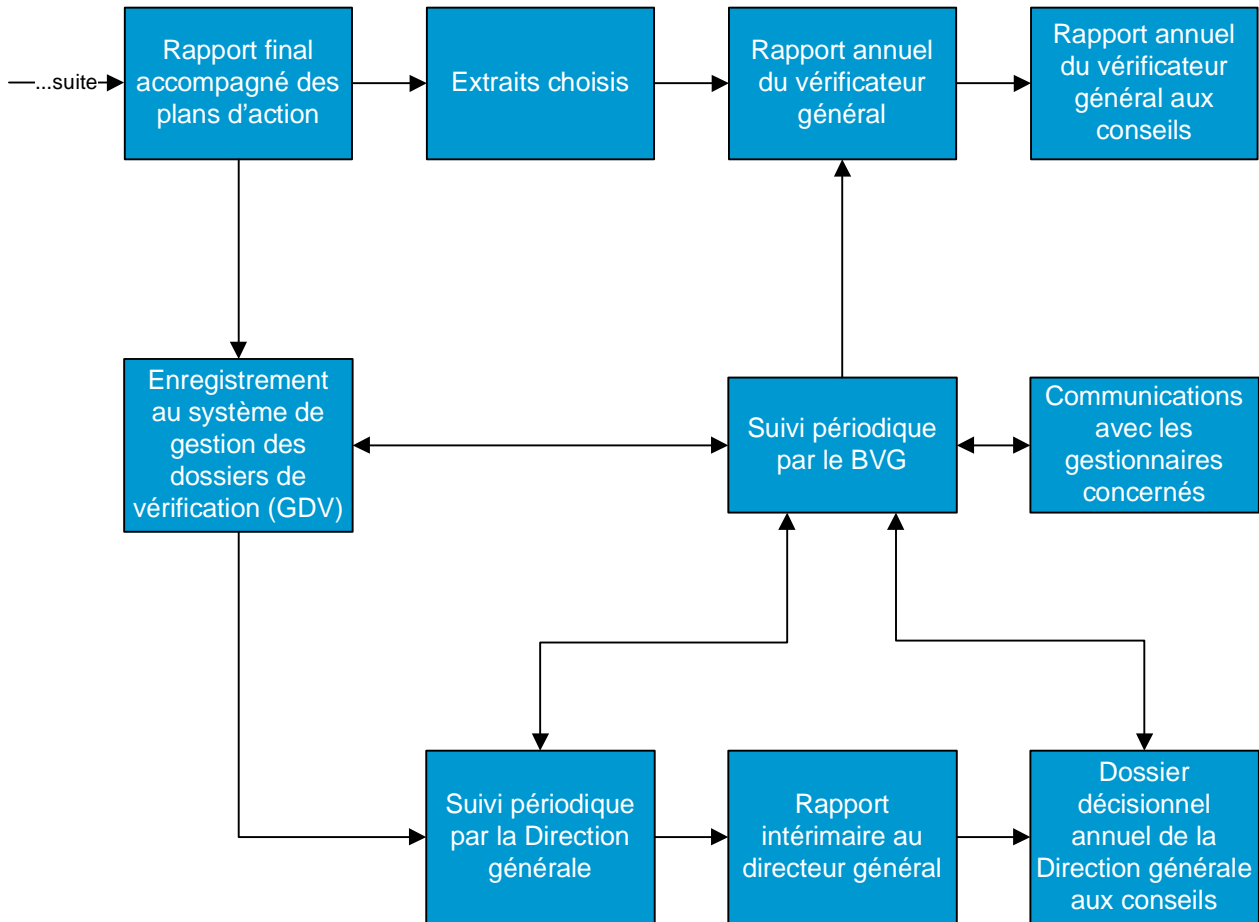 ...suite
Rapport final
accompagné des
plans d'action
Extraits choisis
Rapport annuel
du vérificateur
général
Rapport annuel
du vérificateur
général aux
conseils
Enregistrement
au système de
gestion des
dossiers de
vérification (GDV)
Suivi périodique
par le BVG
Communications
avec les
gestionnaires
concernés
Suivi périodique
par la Direction
générale
Rapport
intérimaire au
directeur général
Dossier
décisionnel
annuel de la
Direction générale
aux conseils